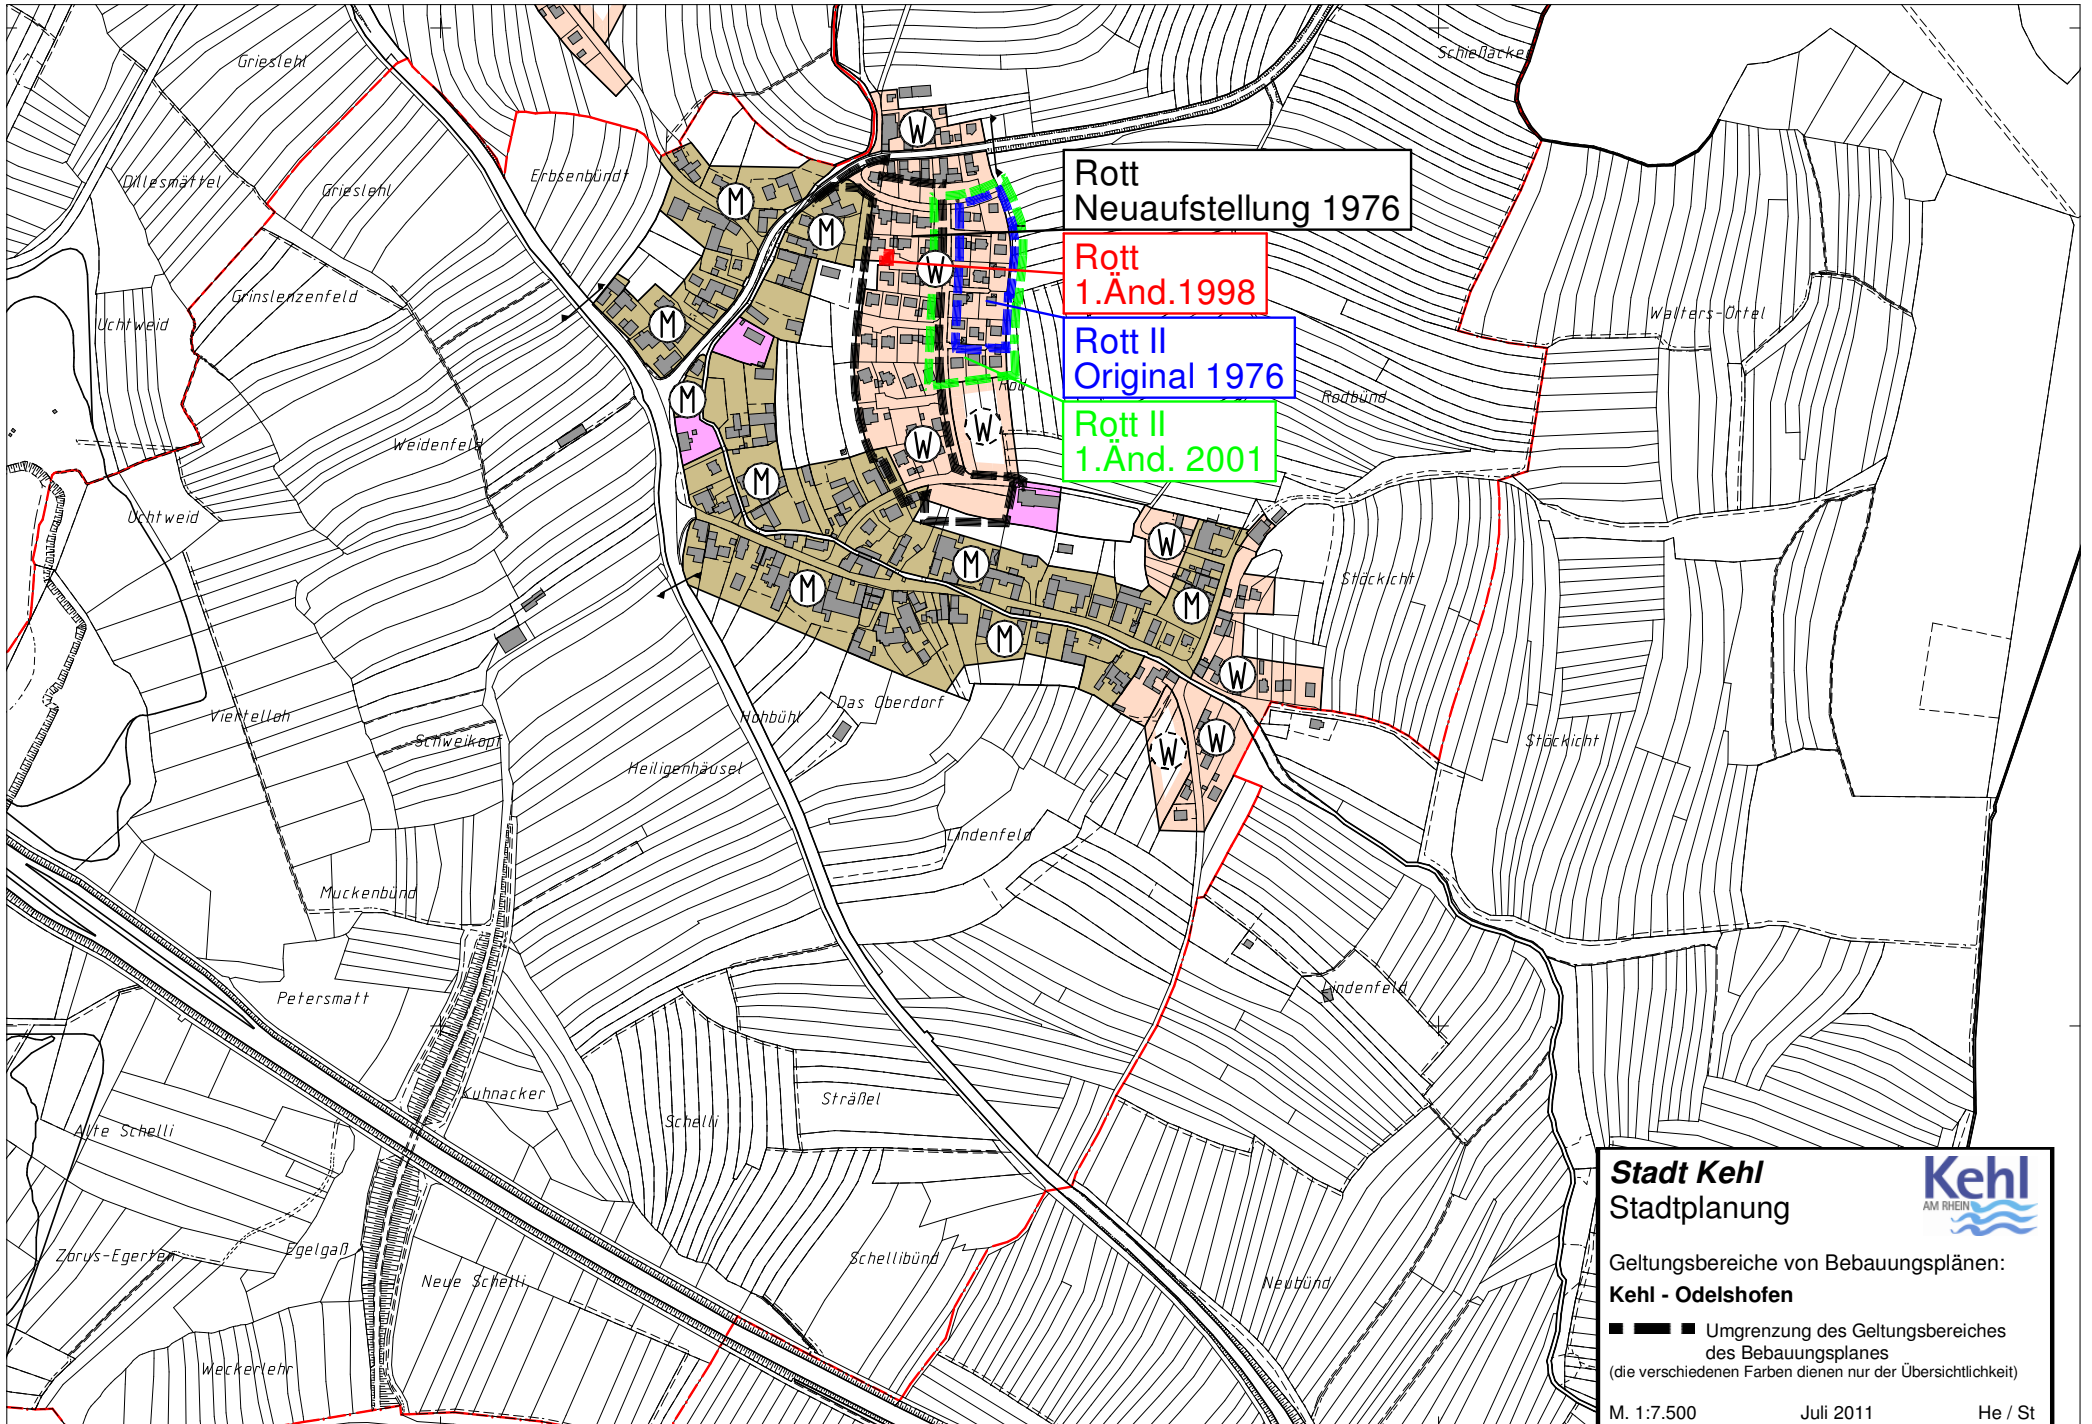 Grieslehl
Schießacker
Dillesmättel
Grieslehl
Erbsenbündt
W
M
M
Rott
Neuaufstellung 1976
Rott
1.Änd.1998
W
Grinslenzenfeld
Uchtweid
M
Walters-Örtel
Rott II
Original 1976
Rott
Rodbünd
M
Rott II
1.Änd. 2001
W
W
Weidenfeld
M
Uchtweid
W
M
M
M
Stöckicht
M
W
Das Oberdorf
Hohbühl
Viertelloh
Schweikopf
Heiligenhäusel
W
W
Stöckicht
Lindenfeld
Muckenbünd
Petersmatt
Lindenfeld
Kuhnacker
Sträßel
Schelli
Alte Schelli
Zorus-Egerten
Egelgaß
Neue Schelli
Schellibünd
Neubünd
Weckerlehr
Stadt Kehl
Stadtplanung
Kehl
AM RHEIN
Geltungsbereiche von Bebauungsplänen:
Kehl - Odelshofen
Umgrenzung des Geltungsbereiches
des Bebauungsplanes
(die verschiedenen Farben dienen nur der Übersichtlichkeit)
M. 1:7.500 Juli 2011 He / St